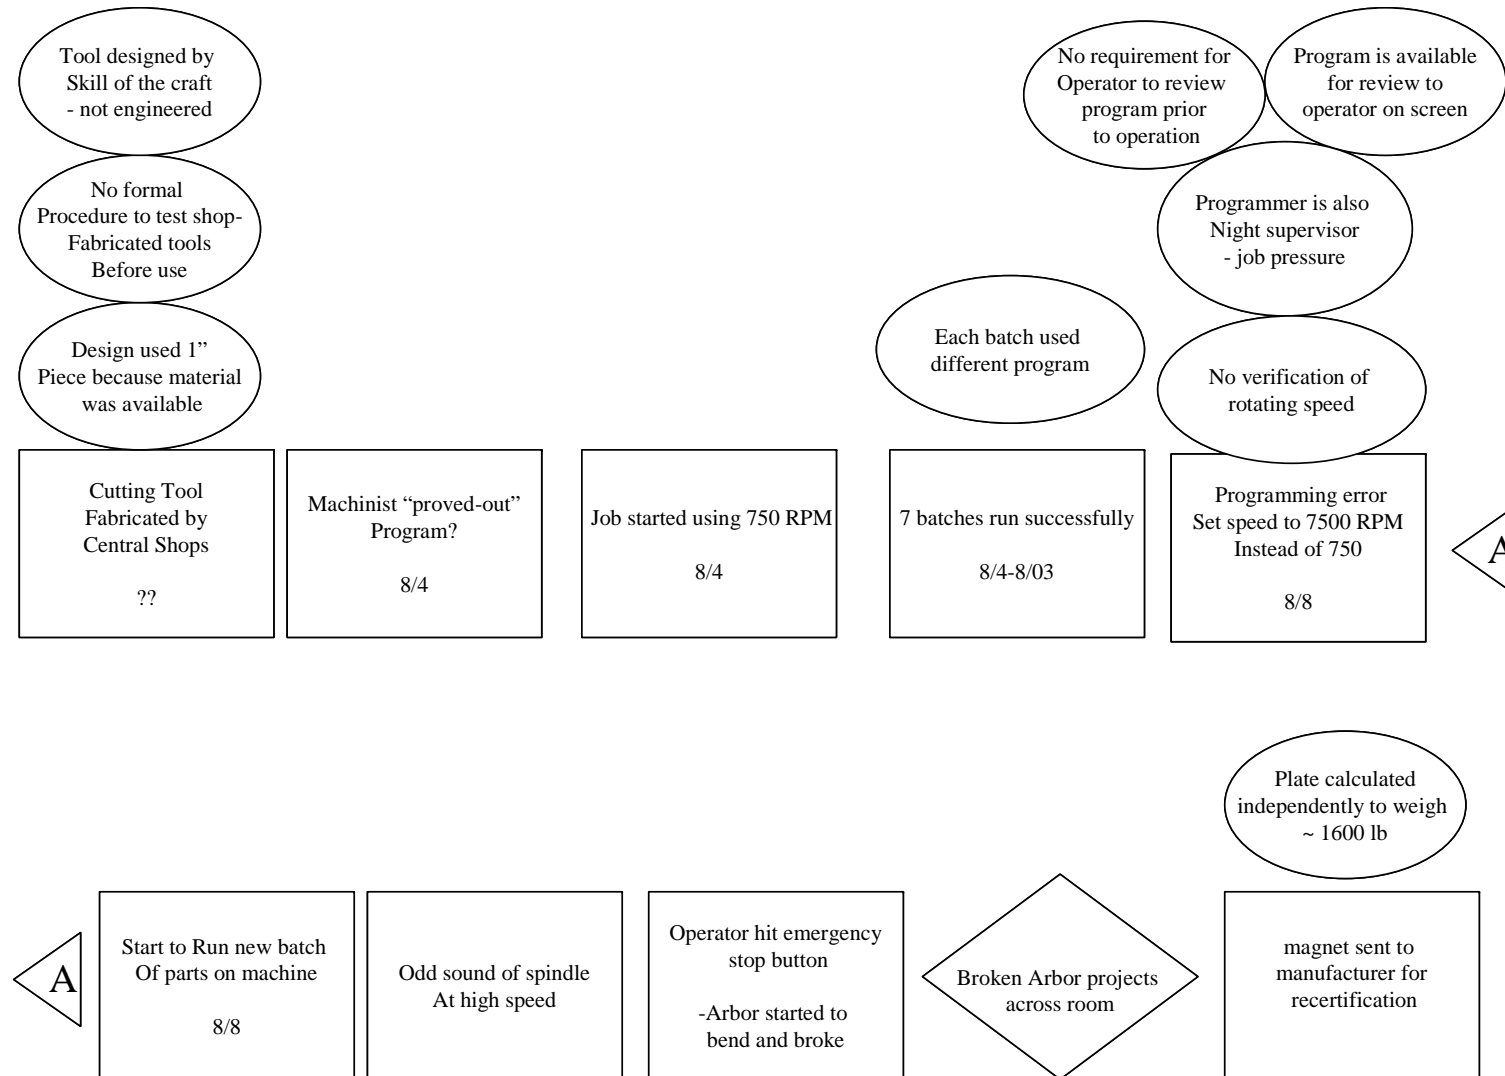 Tool designed by
Skill of the craft
- not engineered
No formal
Procedure to test shop-
Fabricated tools
Before use
Design used 1”
Piece because material
was available
Cutting Tool
Fabricated by
Central Shops
??
Machinist “proved-out”
Program?
8/4
Job started using 750 RPM
8/4
Each batch used
different program
7 batches run successfully
8/4-8/03
No requirement for
Operator to review
program prior
to operation
Program is available
for review to
operator on screen
Programmer is also
Night supervisor
- job pressure
No verification of
rotating speed
Programming error
Set speed to 7500 RPM
Instead of 750
8/8
A
A
Start to Run new batch
Of parts on machine
8/8
Odd sound of spindle
At high speed
Operator hit emergency
stop button
-Arbor started to
bend and broke
Broken Arbor projects
across room
Plate calculated
independently to weigh
~ 1600 lb
magnet sent to
manufacturer for
recertification